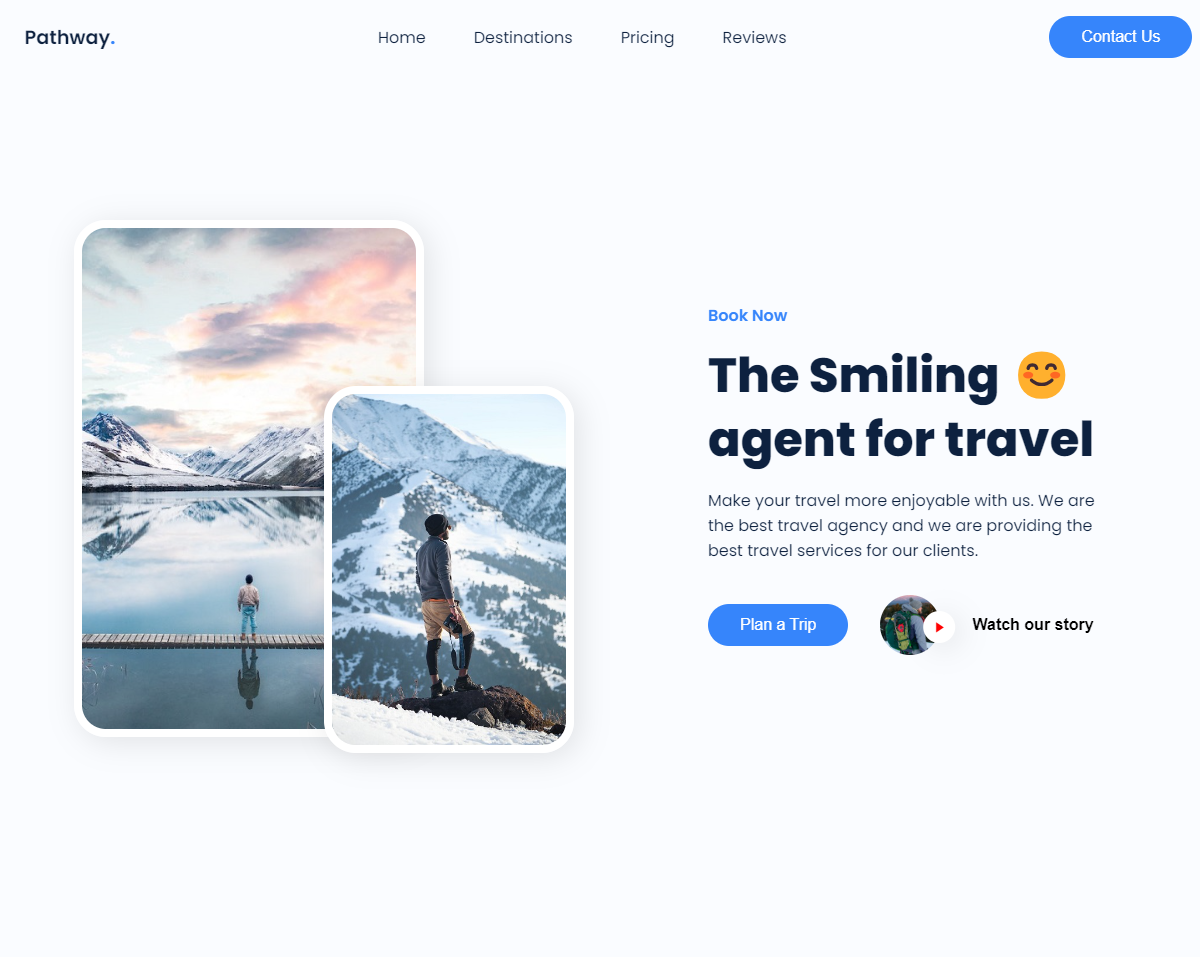 Pathway.
Home
Destinations
Pricing
Reviews
Contact Us
Book Now
The Smiling 😊
agent for travel
Make your travel more enjoyable with us. We are
the best travel agency and we are providing the
best travel services for our clients.
Plan a Trip
Watch our story